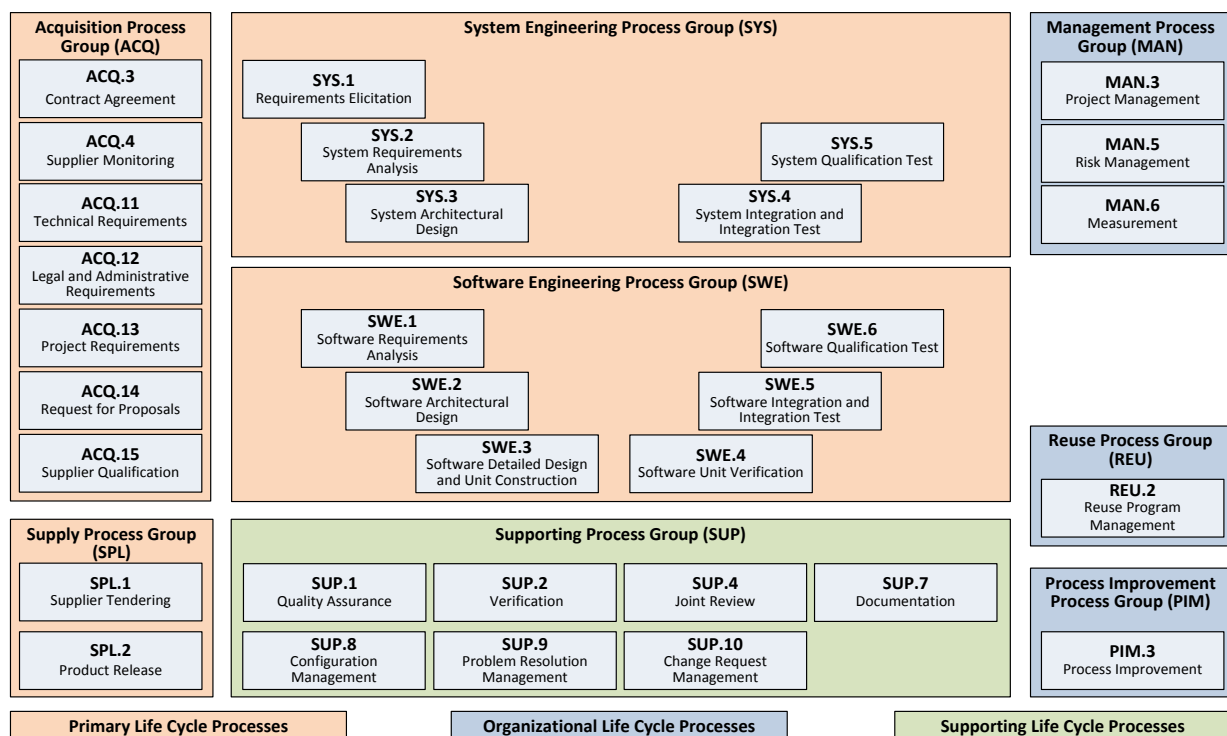 Acquisition Process
Group (ACQ)
ACQ.3
Contract Agreement
ACQ.4
Supplier Monitoring
ACQ.11
Technical Requirements
ACQ.12
Legal and Administrative
Requirements
ACQ.13
Project Requirements
ACQ.14
Request for Proposals
ACQ.15
Supplier Qualification
System Engineering Process Group (SYS)
SYS.1
Requirements Elicitation
SYS.2
System Requirements
Analysis
SYS.3
System Architectural
Design
SYS.5
System Qualification Test
SYS.4
System Integration and
Integration Test
Management Process
Group (MAN)
MAN.3
Project Management
MAN.5
Risk Management
MAN.6
Measurement
Software Engineering Process Group (SWE)
SWE.1
Software Requirements
Analysis
SWE.2
Software Architectural
Design
SWE.3
Software Detailed Design
and Unit Construction
SWE.6
Software Qualification Test
SWE.5
Software Integration and
Integration Test
SWE.4
Software Unit Verification
Reuse Process Group
(REU)
REU.2
Reuse Program
Management
Supply Process Group
(SPL)
SPL.1
Supplier Tendering
SPL.2
Product Release
Supporting Process Group (SUP)
SUP.1
Quality Assurance
SUP.2
Verification
SUP.4
Joint Review
SUP.7
Documentation
SUP.8
Configuration
Management
SUP.9
Problem Resolution
Management
SUP.10
Change Request
Management
Process Improvement
Process Group (PIM)
PIM.3
Process Improvement
Primary Life Cycle Processes
Organizational Life Cycle Processes
Supporting Life Cycle Processes